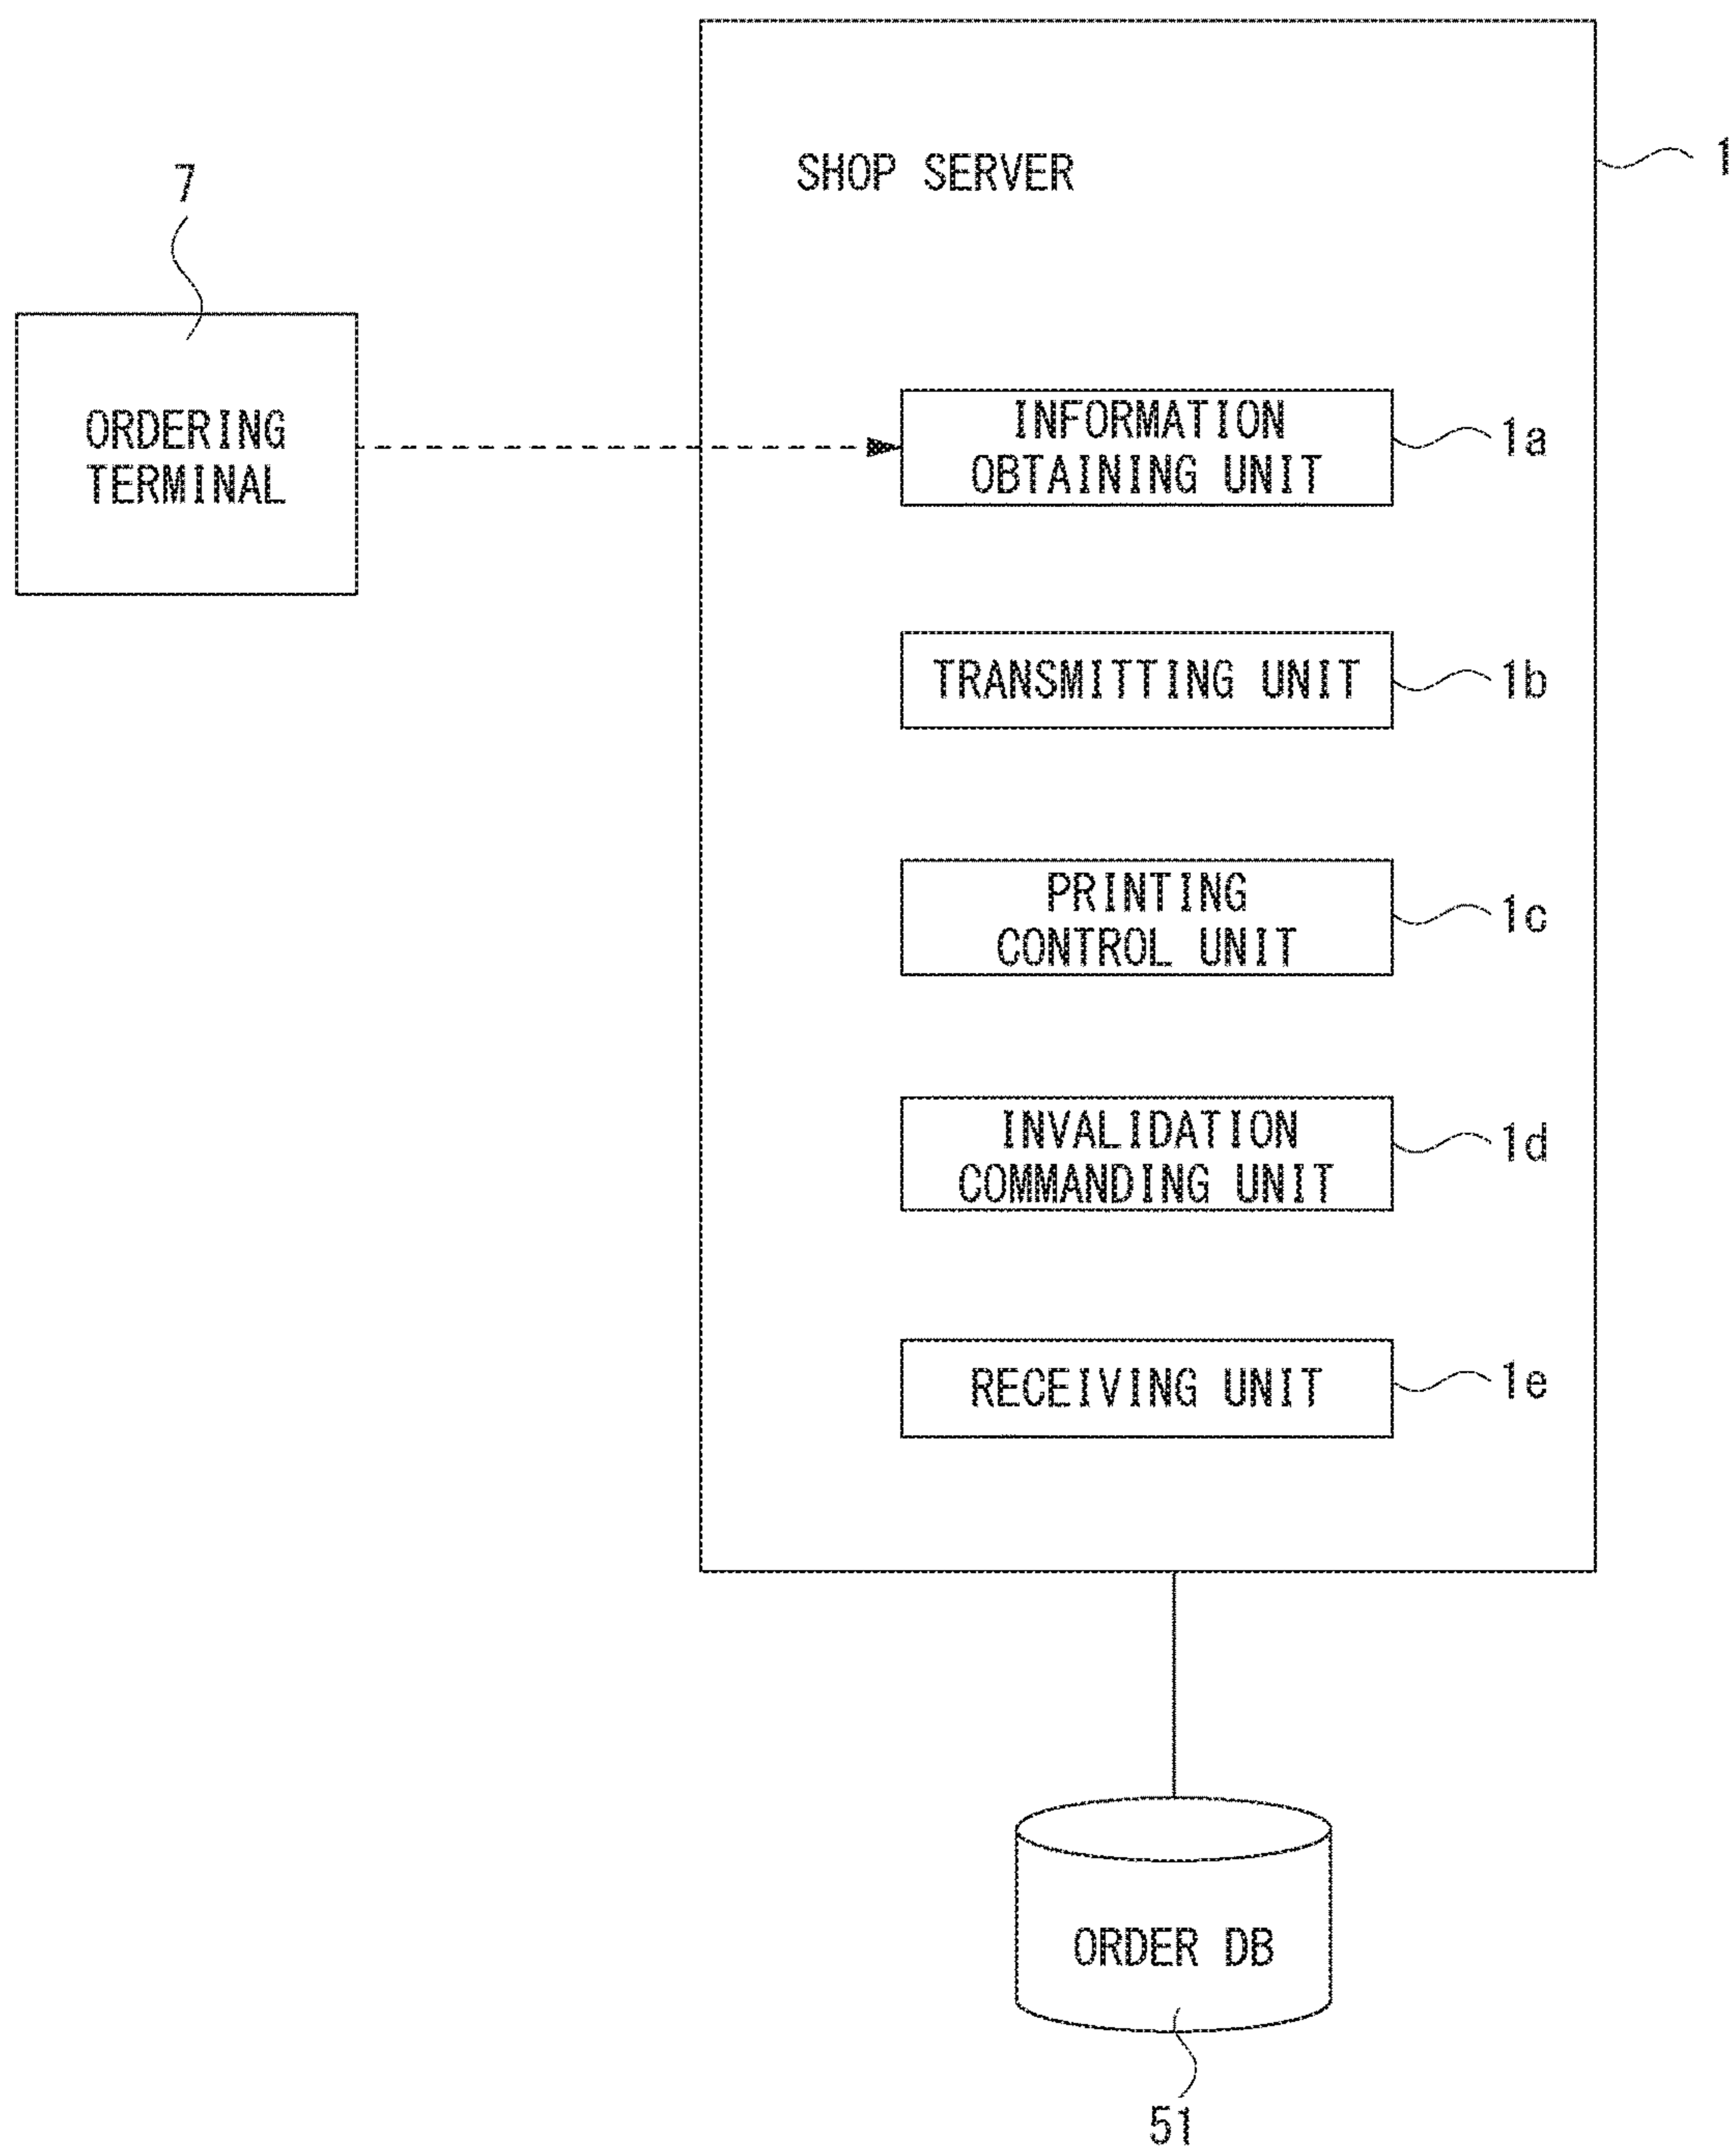 SHOP SERVER
1
7
ORDERING
TERMINAL
INFORMATION
OBTAINING UNIT
1a
TRANSMITTING UNIT
1b
PRINTING
CONTROL UNIT
1c
INVALIDATION
COMMANDING UNIT
1d
RECEIVING UNIT
1e
ORDER DB
51